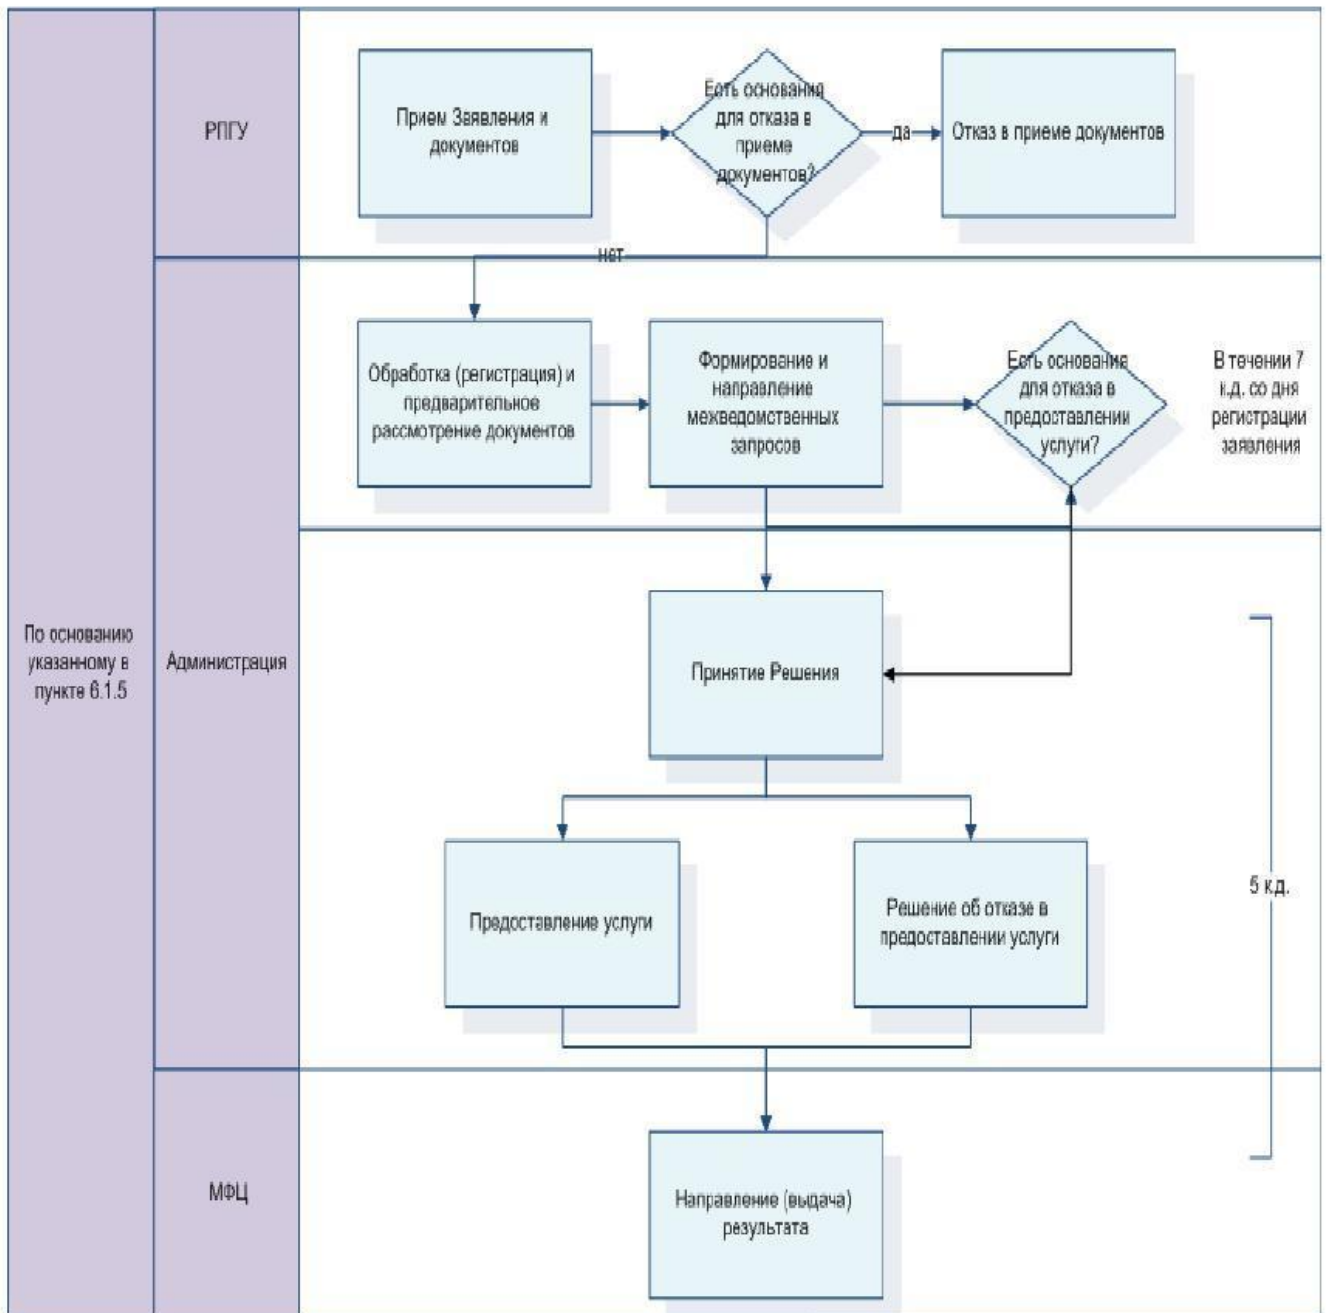 РПГУ
Прием Заявления и
документов
Есть основания
для отказа в
приеме
документов?
да
Отказ в приеме документов
нет
Обработка (регистрация) и
предварительное
рассмотрение документов
Формирование и
направление
межведомственных
запросов
Есть основания
для отказа в
предоставлении
услуги?
В течении 7
к.д. со дня
регистрации
заявления
По основанию
указанному в
пункте 6.1.5
Администрация
Принятие Решения
Предоставление услуги
Решение об отказе в
предоставлении услуги
5 к.д.
МФЦ
Направление (выдача)
результата